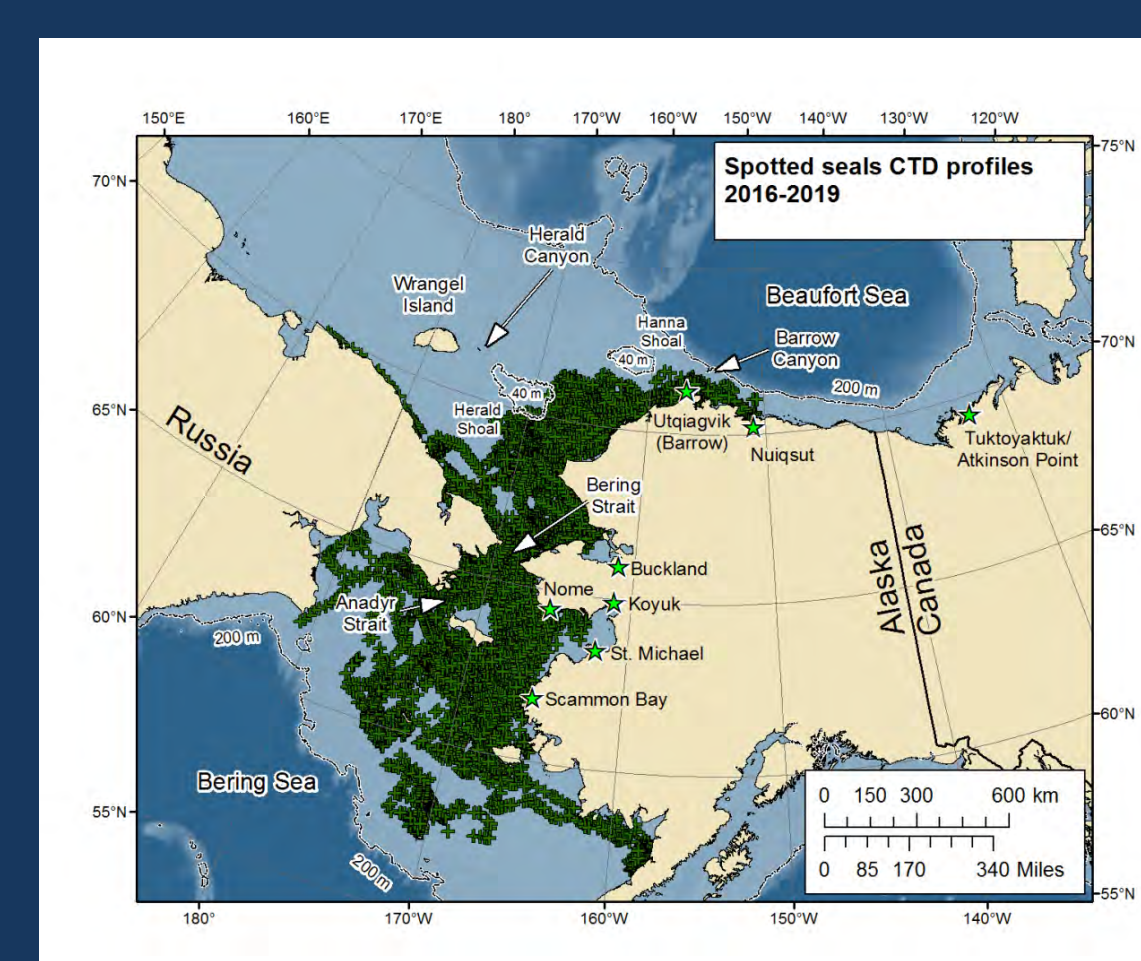 150°E 160°E 170°E 180° 170°W 160°W 150°W 140°W 130°W 120°W
75°N
Spotted seals CTD profiles
2016-2019
70°N
Herald
Canyon
Wrangel
Island
Beaufort Sea
Hanna
Shoal
Barrow
Canyon
70°N
40 m
200 m
40 m
65°N
Herald
Shoal
Russia
Utqiagvik
(Barrow)
Nuiqsut
Tuktoyaktuk/
Atkinson Point
Bering
Strait
65°N
Alaska
Canada
Buckland
Nome
Koyuk
Anadyr
Strait
60°N
200 m
St. Michael
Scammon Bay
60°N
Bering Sea
55°N
0 150 300 600 km
0 85 170 340 Miles
200 m
55°N
180° 170°W 160°W 150°W 140°W